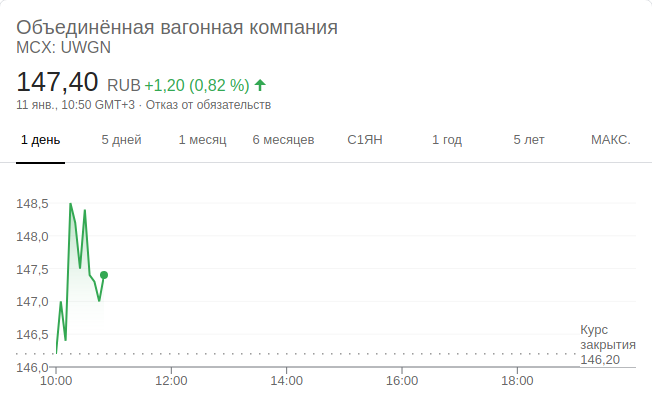 Объединённая вагонная компания
MCX: UWGN
147,40 RUB +1,20 (0,82 %)
11 янв., 10:50 GMT+3 · Отказ от обязательств
1 день 5 дней 1 месяц 6 месяцев С1ЯН 1 год 5 лет МАКС.
148,5
148,0
147,5
147,0
146,5
146,0
Курс
закрытия
146,20
10:00 12:00 14:00 16:00 18:00